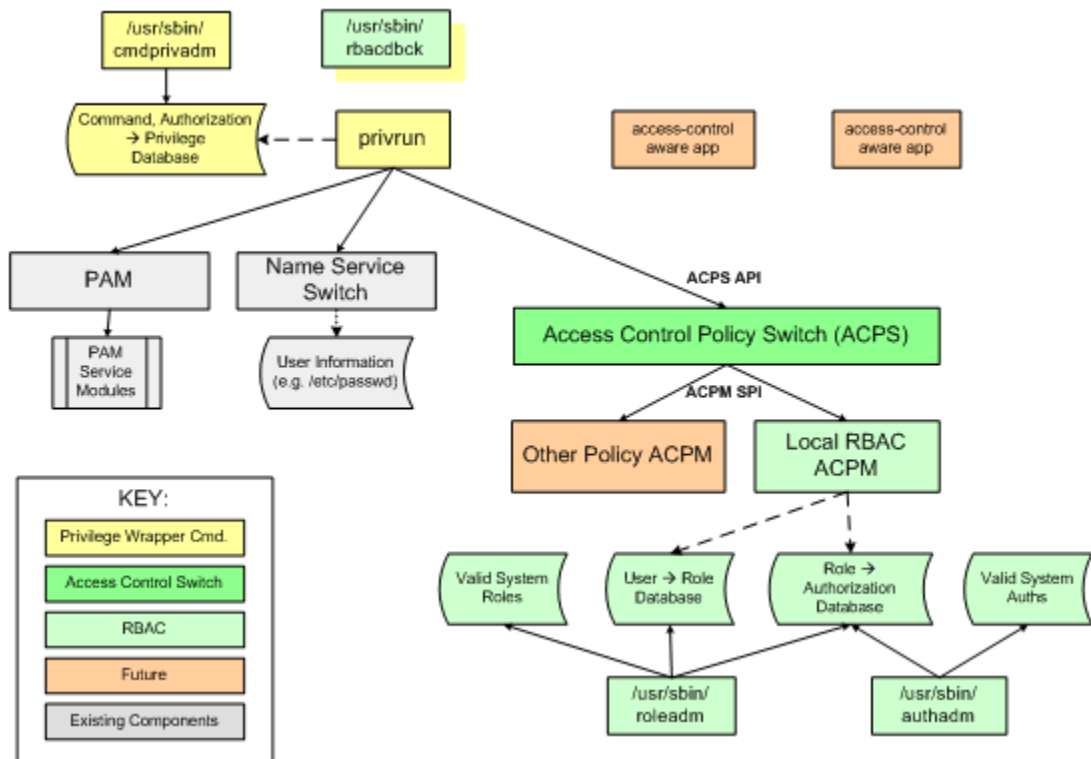 /usr/sbin/
cmdprivadm
/usr/sbin/
rbacdbck
Command, Authorization
→ Privilege
Database
privrun
access-control
aware app
access-control
aware app
PAM
Name Service
Switch
ACPS API
Access Control Policy Switch (ACPS)
PAM
Service
Modules
User Information
(e.g. /etc/passwd)
ACPM SPI
Other Policy ACPM
Local RBAC
ACPM
KEY:
Privilege Wrapper Cmd.
Access Control Switch
RBAC
Future
Existing Components
Valid System
Roles
User → Role
Database
Role →
Authorization
Database
Valid System
Auths
/usr/sbin/
roleadm
/usr/sbin/
authadm